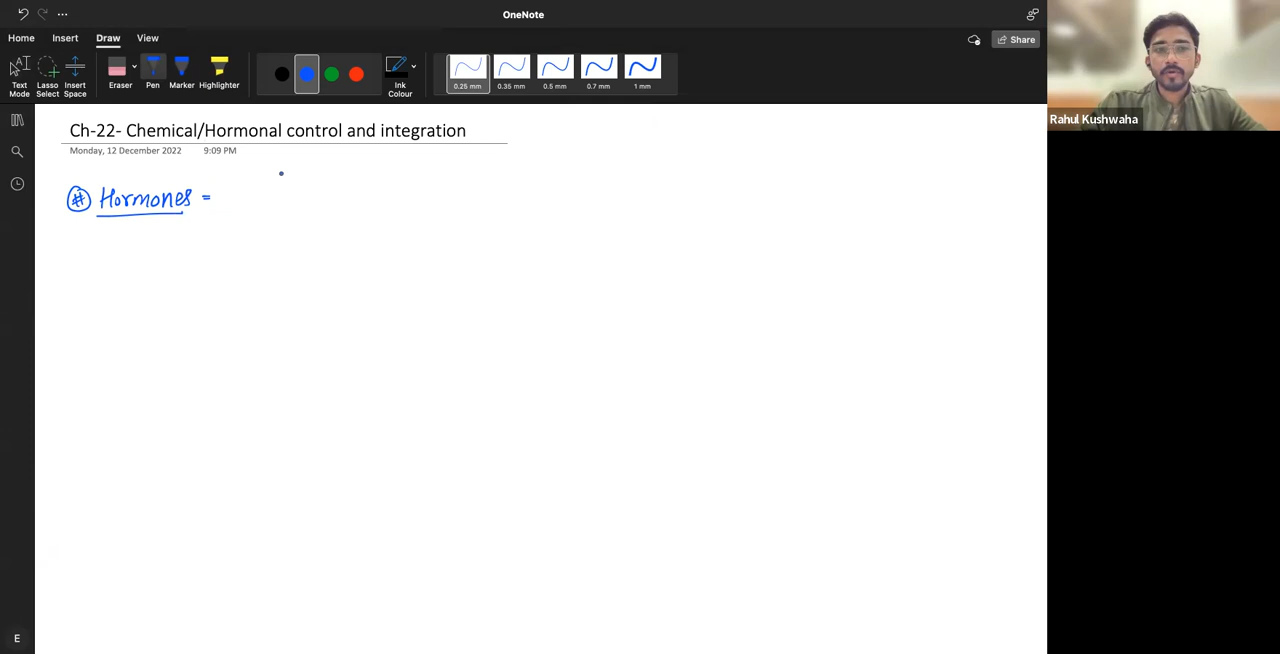 OneNote
Home Insert Draw View
Share
Text Mode
Lasso Select
Insert Space
Eraser
Pen
Marker
Highlighter
Ink Colour
0.25 mm 0.35 mm 0.5 mm 0.7 mm 1 mm
Rahul Kushwaha
Ch-22- Chemical/Hormonal control and integration
Monday, 12 December 2022 9:09 PM
# Hormones =
E